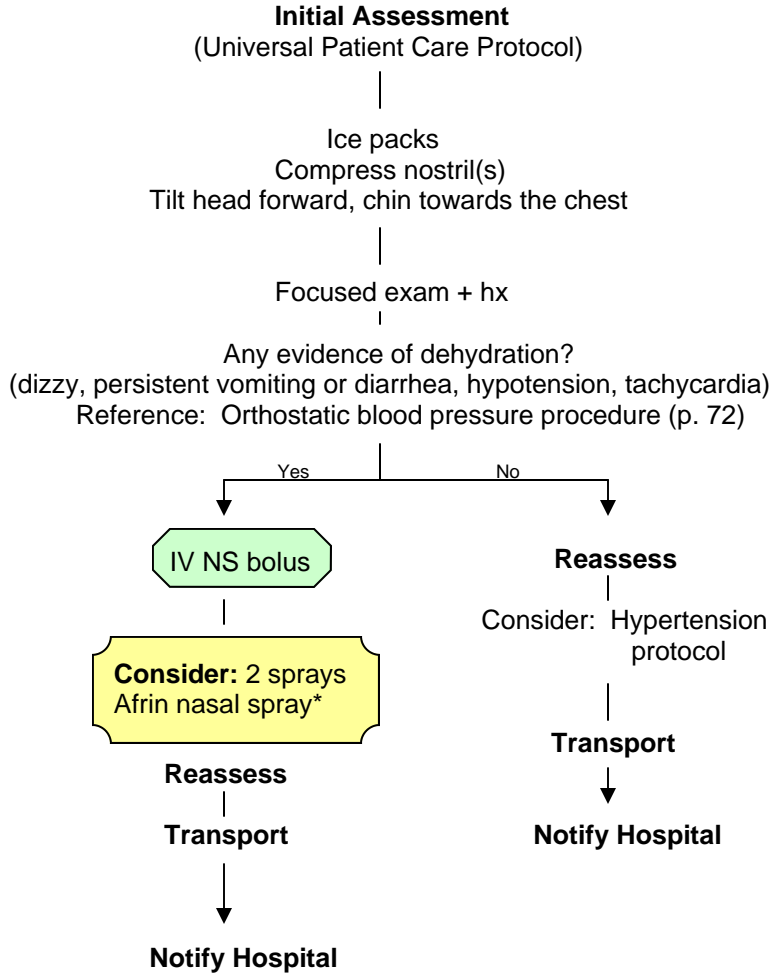 Initial Assessment
(Universal Patient Care Protocol)
Ice packs
Compress nostril(s)
Tilt head forward, chin towards the chest
Focused exam + hx
Any evidence of dehydration?
(dizzy, persistent vomiting or diarrhea, hypotension, tachycardia)
Reference: Orthostatic blood pressure procedure (p. 72)
Yes
No
IV NS bolus
Consider: 2 sprays
Afrin nasal spray*
Reassess
Transport
Notify Hospital
Reassess
Consider: Hypertension
protocol
Transport
Notify Hospital